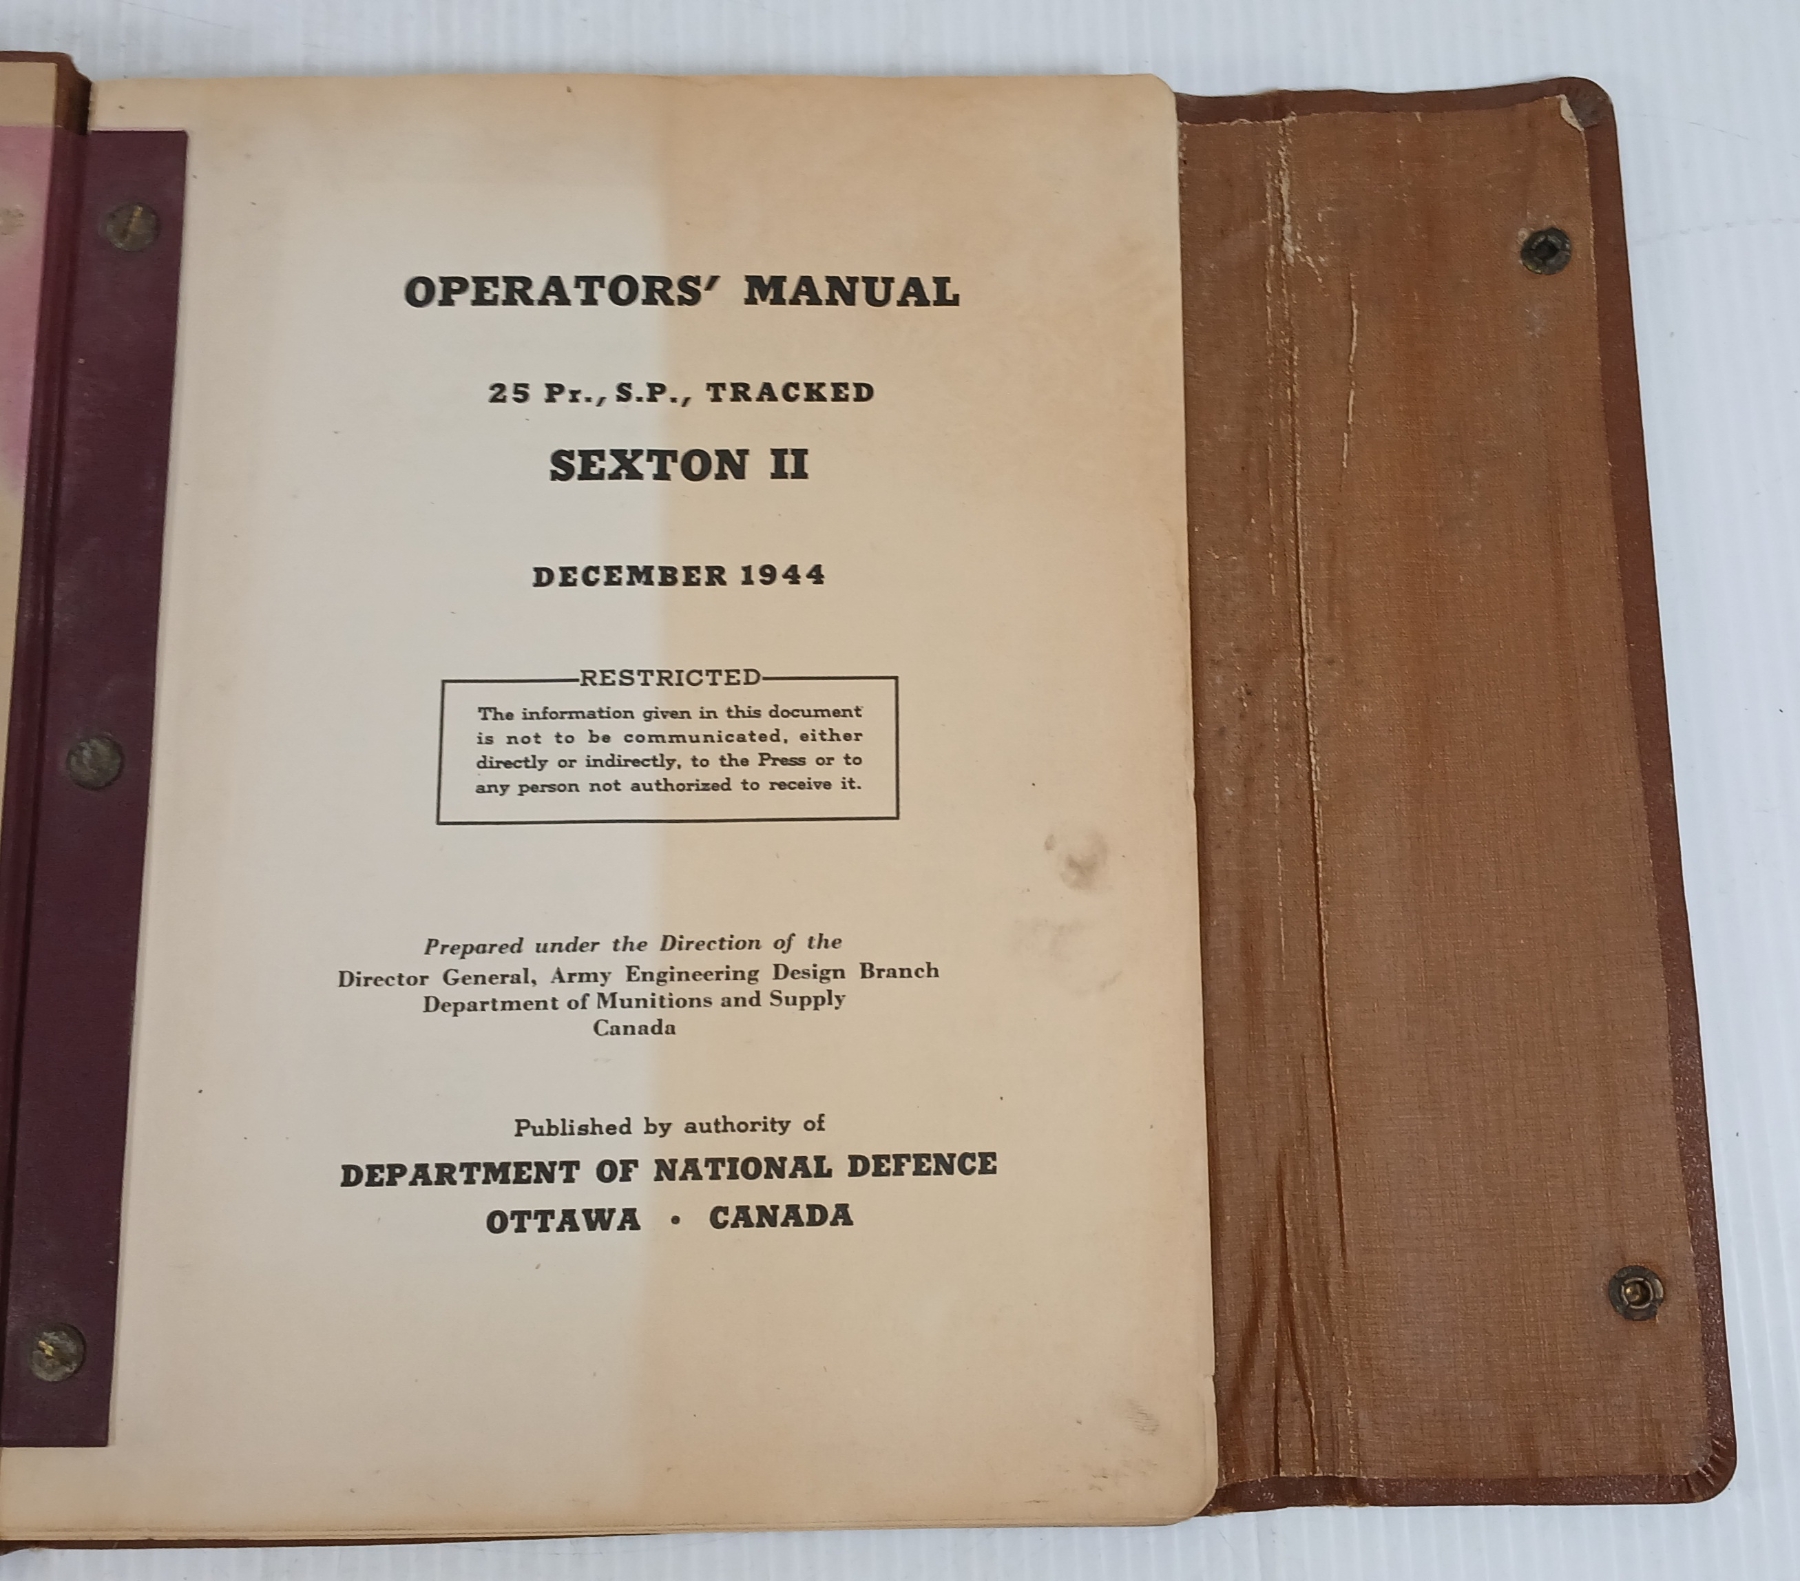 OPERATORS' MANUAL
25 Pr., S.P., TRACKED
SEXTON II
DECEMBER 1944
RESTRICTED
The information given in this document
is not to be communicated, either
directly or indirectly, to the Press or to
any person not authorized to receive it.
Prepared under the Direction of the
Director General, Army Engineering Design Branch
Department of Munitions and Supply
Canada
Published by authority of
DEPARTMENT OF NATIONAL DEFENCE
OTTAWA • CANADA